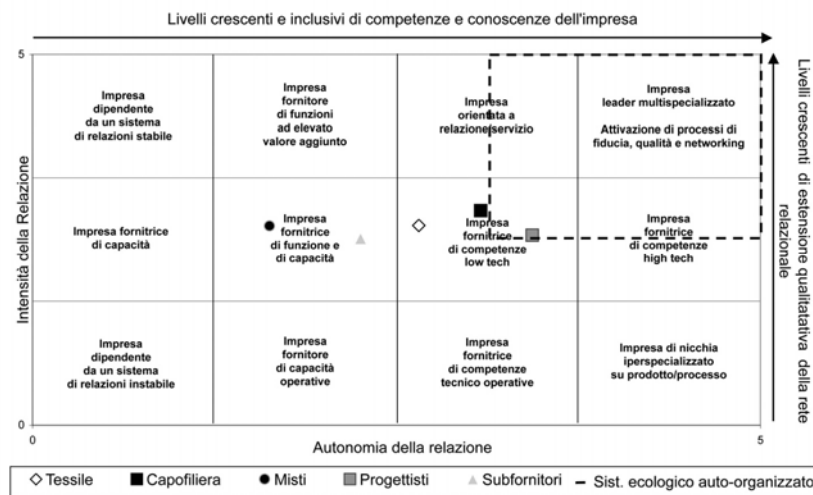 Livelli crescenti e inclusivi di competenze e conoscenze dell'impresa
5
5
Intensità della Relazione
Impresa
dipendente
da un sistema
di relazioni stabile
Impresa
fornitore
di funzioni
ad elevato
valore aggiunto
Impresa
orientata a
relazione/servizio
Impresa
leader multispecializzato
Attivazione di processi di
fiducia, qualità e networking
Impresa fornitrice
di capacità
Impresa
fornitrice
di funzione e
di capacità
Impresa
fornitrice
di competenze
low tech
Impresa
fornitrice
di competenze
high tech
Impresa
dipendente
da un sistema
di relazioni instabile
Impresa
fornitore
di capacità
operative
Impresa
fornitrice
di competenze
tecnico operative
Impresa di nicchia
iperspecializzato
su prodotto/processo
Livelli crescenti di estensione qualitatativa della rete
relazionale
0
0
Autonomia della relazione
5
Tessile
Capofiliera
Misti
Progettisti
Subfornitori
Sist. ecologico auto-organizzato